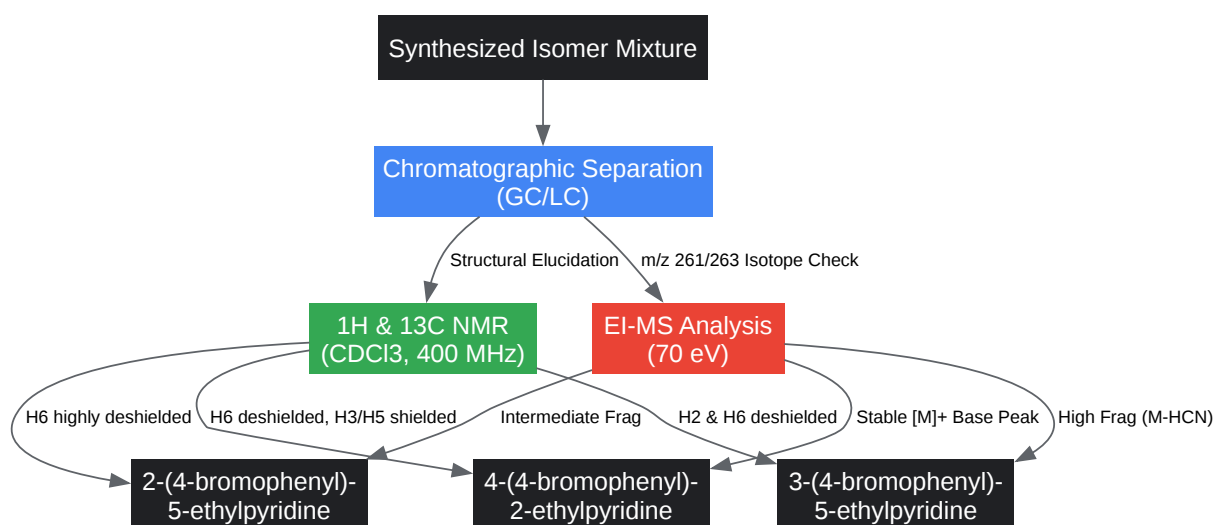 Synthesized Isomer Mixture
Chromatographic Separation
(GC/LC)
Structural Elucidation
m/z 261/263 Isotope Check
1H & 13C NMR
(CDCl3, 400 MHz)
EI-MS Analysis
(70 eV)
H6 highly deshielded
H6 deshielded, H3/H5 shielded
Intermediate Frag
H2 & H6 deshielded
Stable [M]+ Base Peak
High Frag (M-HCN)
2-(4-bromophenyl)-
5-ethylpyridine
4-(4-bromophenyl)-
2-ethylpyridine
3-(4-bromophenyl)-
5-ethylpyridine